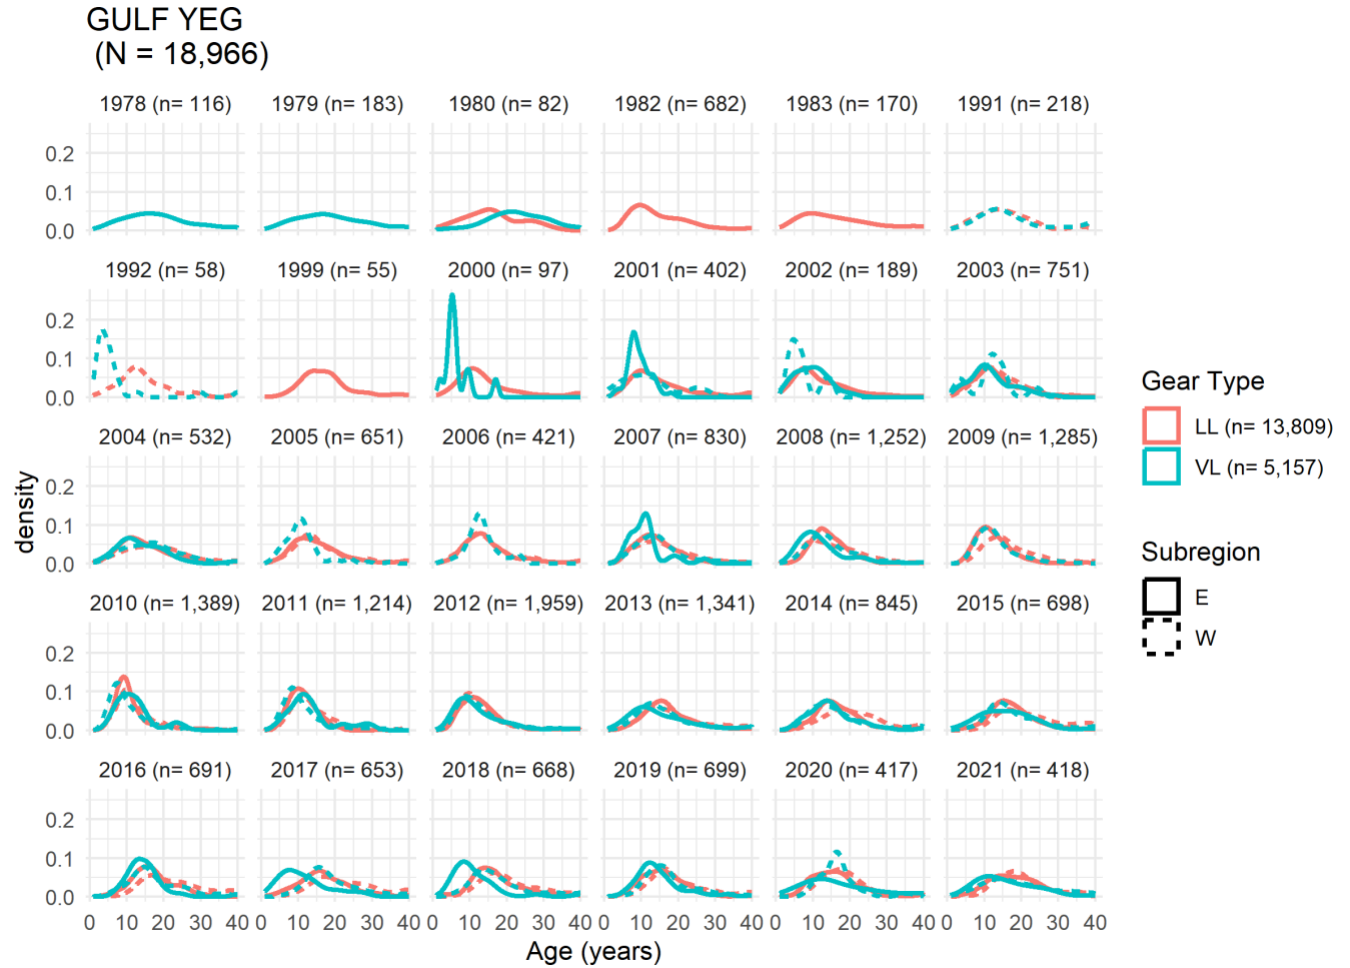 GULF YEG
(N = 18,966)
1978 (n= 116) 1979 (n= 183) 1980 (n= 82) 1982 (n= 682) 1983 (n= 170) 1991 (n= 218)
0.2
0.1
0.0
1992 (n= 58) 1999 (n= 55) 2000 (n= 97) 2001 (n= 402) 2002 (n= 189) 2003 (n= 751)
0.2
0.1
0.0
2004 (n= 532) 2005 (n= 651) 2006 (n= 421) 2007 (n= 830) 2008 (n= 1,252) 2009 (n= 1,285)
0.2
0.1
0.0
2010 (n= 1,389) 2011 (n= 1,214) 2012 (n= 1,959) 2013 (n= 1,341) 2014 (n= 845) 2015 (n= 698)
0.2
0.1
0.0
2016 (n= 691) 2017 (n= 653) 2018 (n= 668) 2019 (n= 699) 2020 (n= 417) 2021 (n= 418)
0.2
0.1
0.0
0 10 20 30 40 0 10 20 30 40 0 10 20 30 40 0 10 20 30 40 0 10 20 30 40 0 10 20 30 40
Age (years)
density
Gear Type
LL (n= 13,809)
VL (n= 5,157)
Subregion
E
W